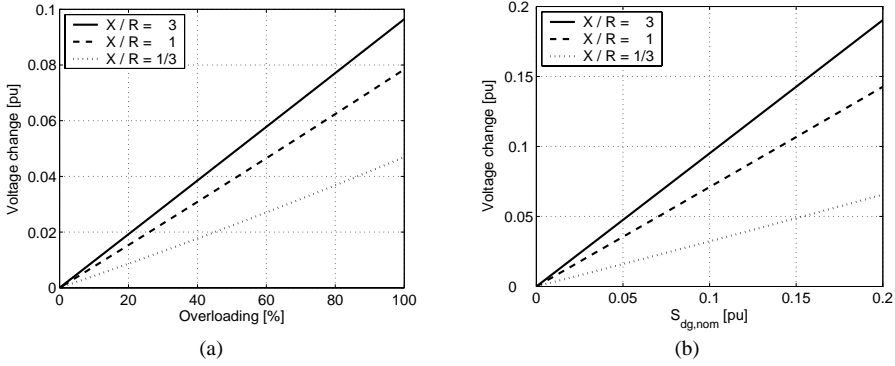 0.1
0.08
0.06
0.04
0.02
0
Voltage change [pu]
X / R = 3
X / R = 1
X / R = 1/3
0 20 40 60 80 100
Overloading [%]
(a)
0.2
0.15
0.10
0.05
0
Voltage change [pu]
X / R = 3
X / R = 1
X / R = 1/3
0 0.05 0.1 0.15 0.2
S_dg,nom [pu]
(b)